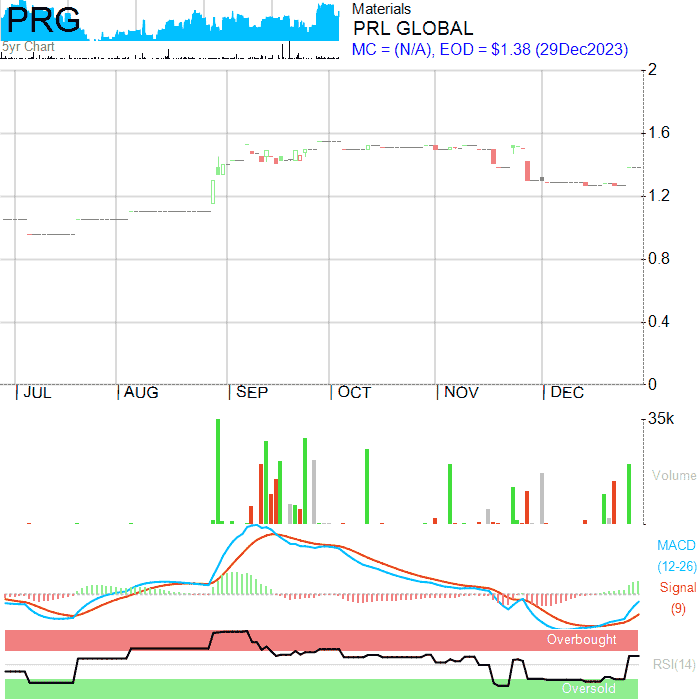 PRG
5yr Chart
Materials
PRL GLOBAL
MC = (N/A), EOD = $1.38 (29Dec2023)
2
1.6
1.2
0.8
0.4
0
JUL AUG SEP OCT NOV DEC
35k
Volume
MACD
(12-26)
Signal
(9)
Overbought
RSI(14)
Oversold